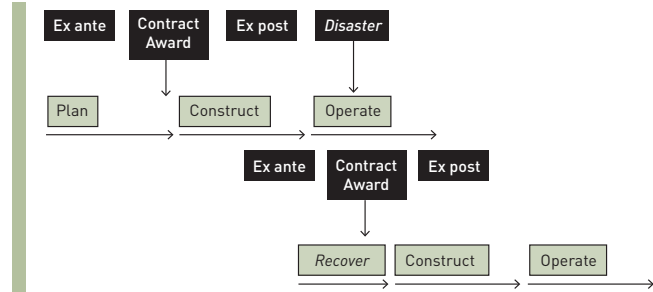 Ex ante
Contract
Award
Ex post
Disaster
Plan
Construct
Operate
Ex ante
Contract
Award
Ex post
Recover
Construct
Operate